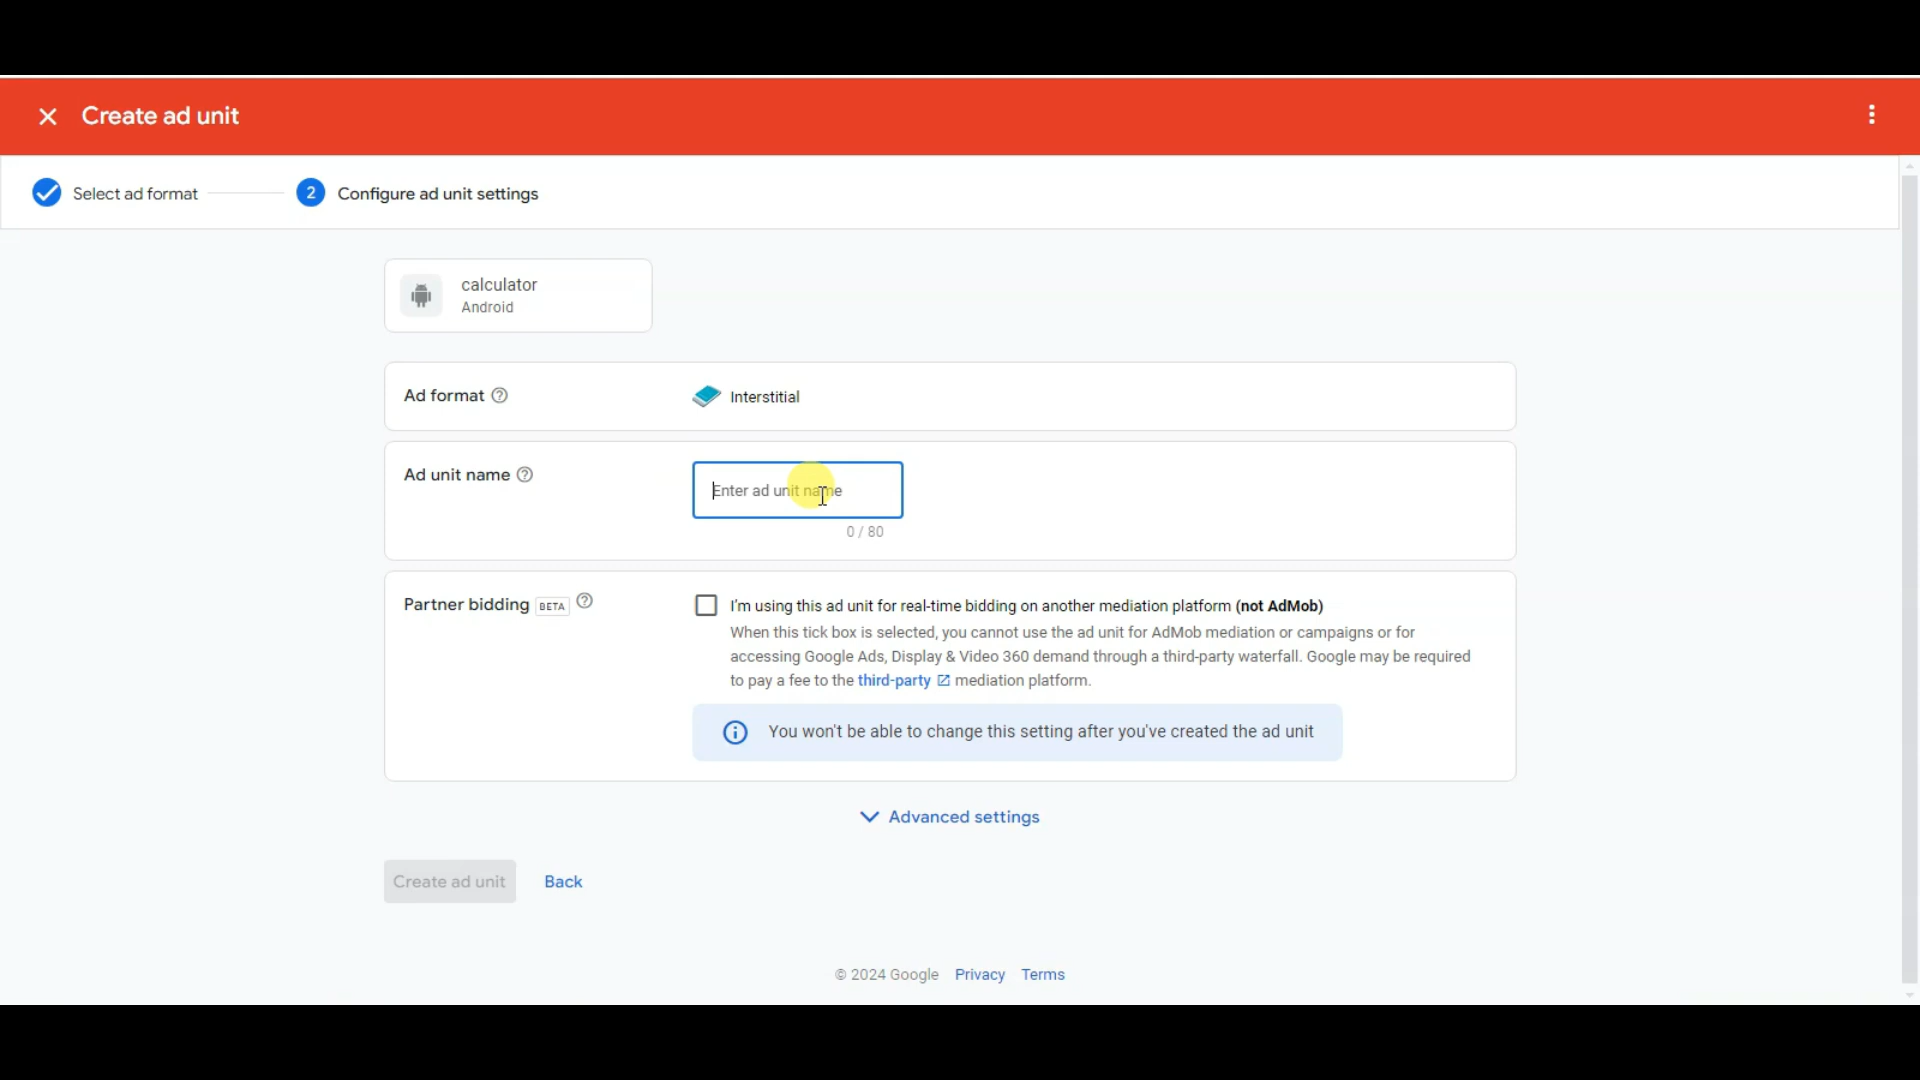 Create ad unit
Select ad format
2 Configure ad unit settings
calculator
Android
Ad format
Interstitial
Ad unit name
Enter ad unit name
0 / 80
Partner bidding BETA
I'm using this ad unit for real-time bidding on another mediation platform (not AdMob)
When this tick box is selected, you cannot use the ad unit for AdMob mediation or campaigns or for
accessing Google Ads, Display & Video 360 demand through a third-party waterfall. Google may be required
to pay a fee to the third-party mediation platform.
You won't be able to change this setting after you've created the ad unit
Advanced settings
Create ad unit
Back
© 2024 Google Privacy Terms